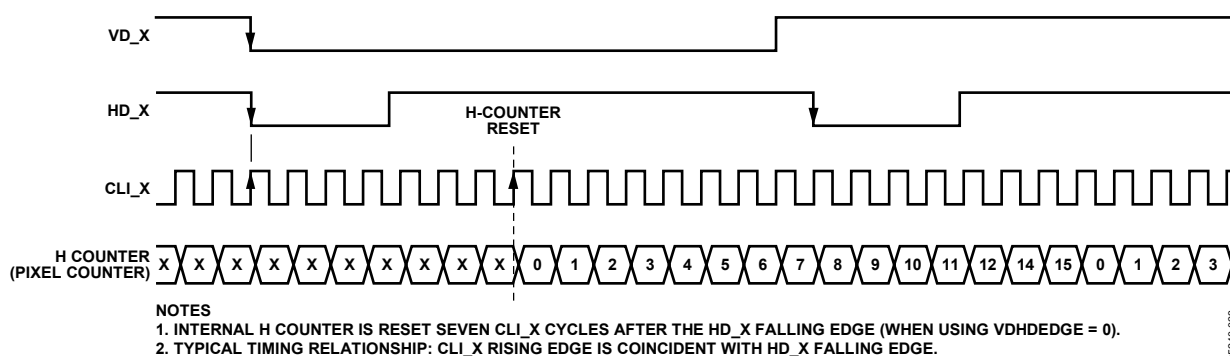 VD_X
HD_X
H-COUNTER
RESET
CLI_X
H COUNTER
(PIXEL COUNTER)
X X X X X X X X X X 0 1 2 3 4 5 6 7 8 9 10 11 12 14 15 0 1 2 3
NOTES
1. INTERNAL H COUNTER IS RESET SEVEN CLI_X CYCLES AFTER THE HD_X FALLING EDGE (WHEN USING VDHDEDGE = 0).
2. TYPICAL TIMING RELATIONSHIP: CLI_X RISING EDGE IS COINCIDENT WITH HD_X FALLING EDGE.